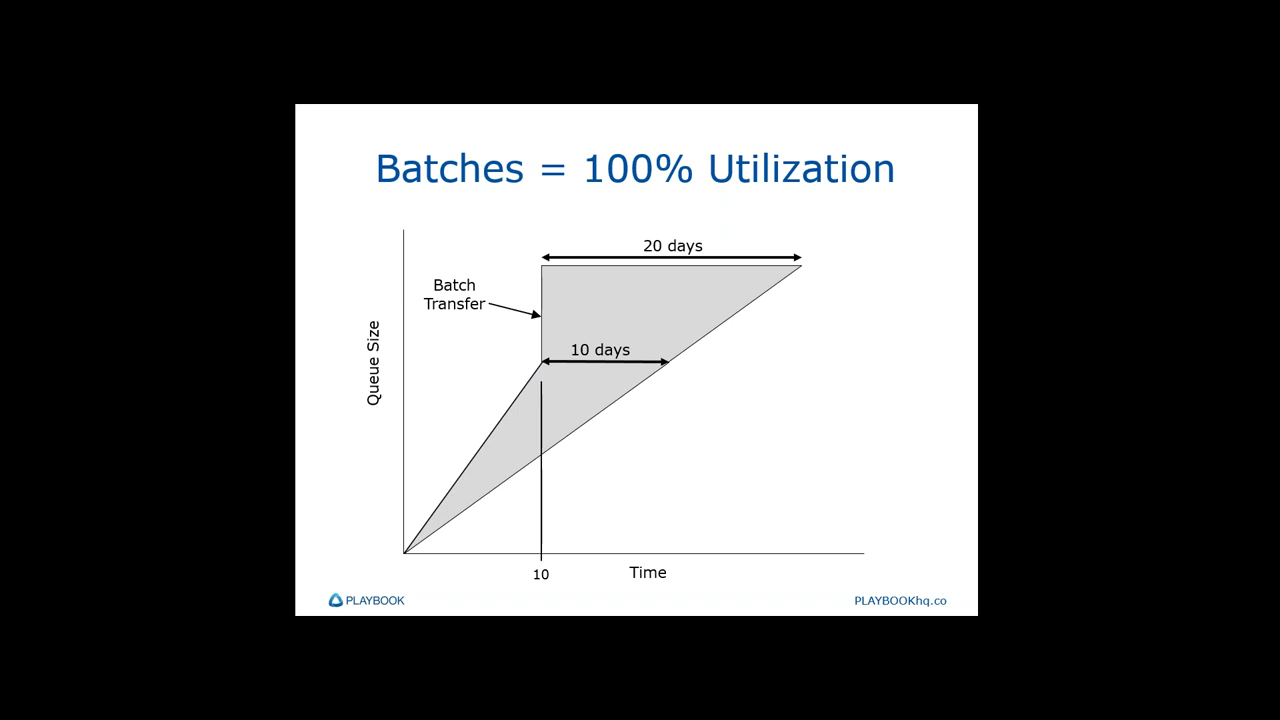 Batches = 100% Utilization
20 days
Batch
Transfer
10 days
Queue Size
10
Time
PLAYBOOK
PLAYBOOKhq.co